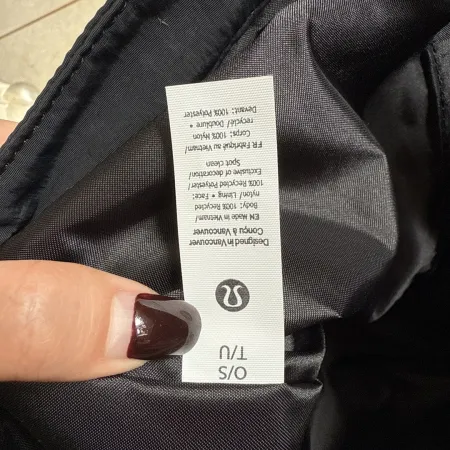 O/S
T/U
Designed in Vancouver
Conçu à Vancouver
EN Made in Vietnam/
Body: 100% Recycled
nylon/ Lining / • Face:
100% Recycled Polyester/
Exclusive of decoration/
Spot clean
FR Fabriqué au Vietnam/
Corps: 100% Nylon
recyclé/ Doublure •
Devant: 100% Polyester